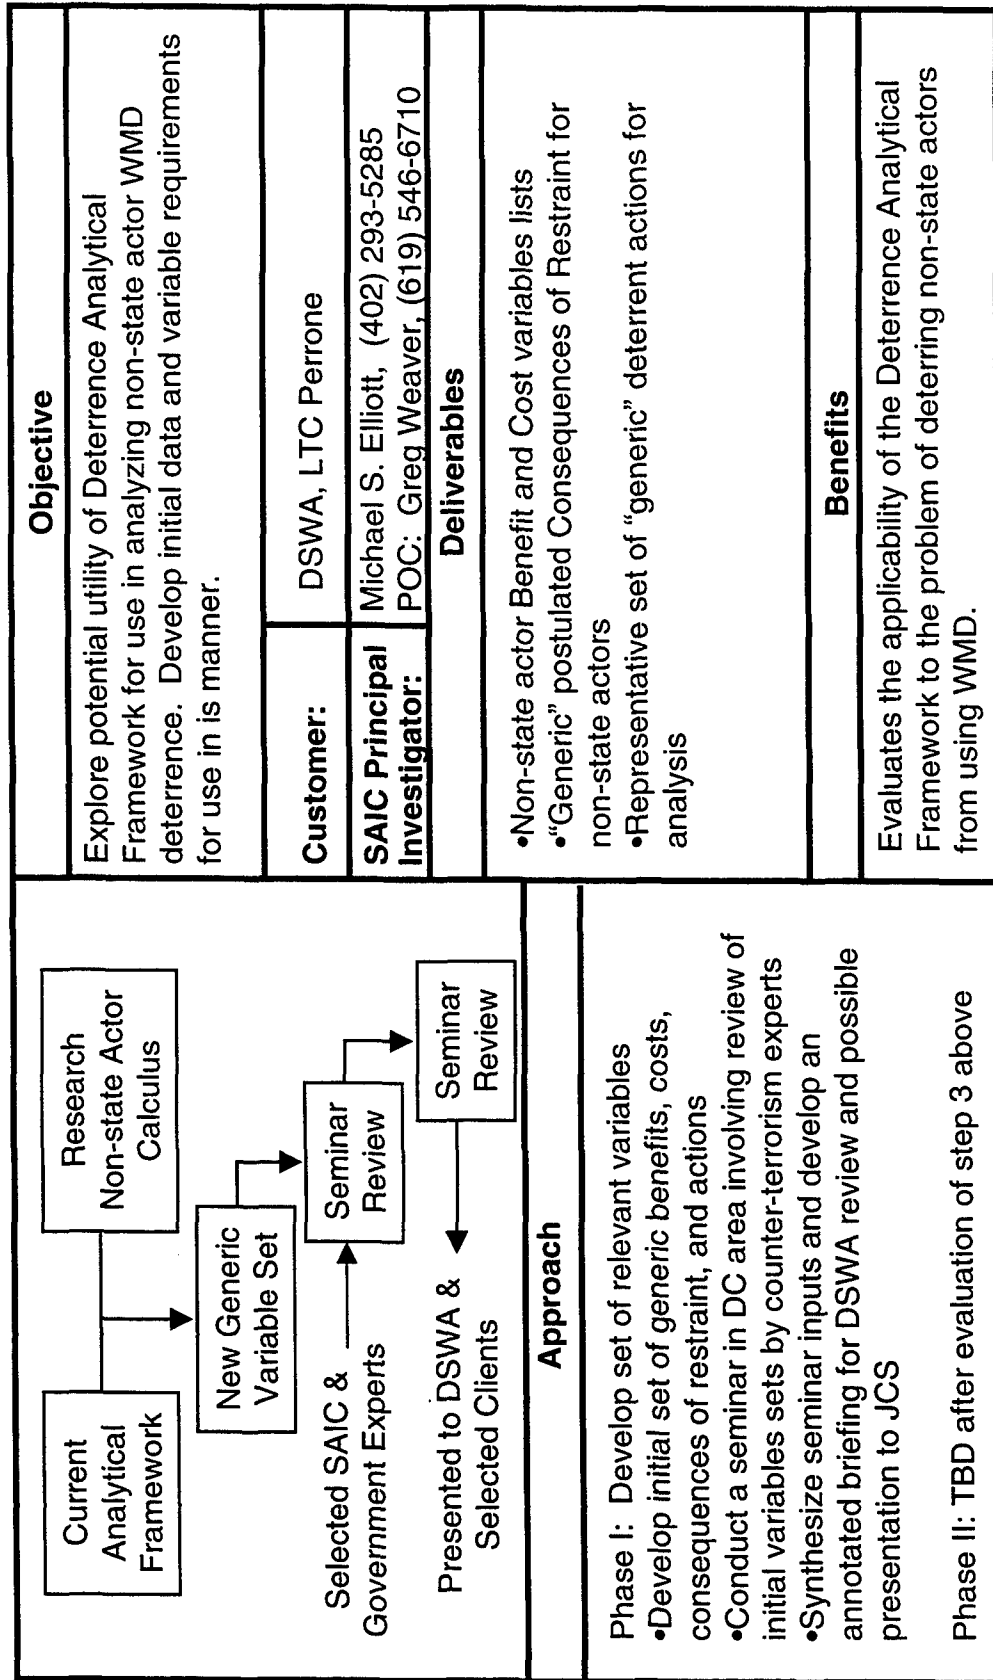 Current
Analytical
Framework
Research
Non-state Actor
Calculus
New Generic
Variable Set
Selected SAIC &
Government Experts
Seminar
Review
Presented to DSWA &
Selected Clients
Seminar
Review
Approach
Phase I: Develop set of relevant variables
•Develop initial set of generic benefits, costs,
consequences of restraint, and actions
•Conduct a seminar in DC area involving review of
initial variables sets by counter-terrorism experts
•Synthesize seminar inputs and develop an
annotated briefing for DSWA review and possible
presentation to JCS
Phase II: TBD after evaluation of step 3 above
Objective
Explore potential utility of Deterrence Analytical
Framework for use in analyzing non-state actor WMD
deterrence. Develop initial data and variable requirements
for use in is manner.
Customer:
DSWA, LTC Perrone
SAIC Principal
Investigator:
Michael S. Elliott, (402) 293-5285
POC: Greg Weaver, (619) 546-6710
Deliverables
•Non-state actor Benefit and Cost variables lists
•“Generic” postulated Consequences of Restraint for
non-state actors
•Representative set of “generic” deterrent actions for
analysis
Benefits
Evaluates the applicability of the Deterrence Analytical
Framework to the problem of deterring non-state actors
from using WMD.